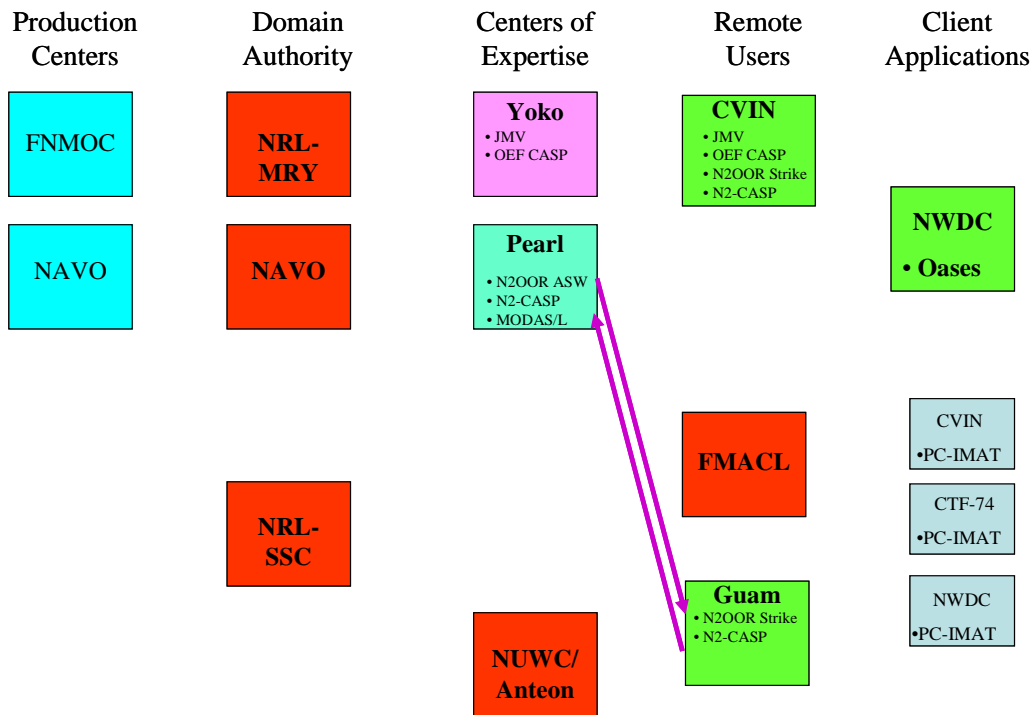 Production
Centers
Domain
Authority
Centers of
Expertise
Remote
Users
Client
Applications
FNMOC
NRL-
MRY
Yoko
• JMV
• OEF CASP
CVIN
• JMV
• OEF CASP
• N2OOR Strike
• N2-CASP
NWDC
• Oases
NAVO
NAVO
Pearl
• N2OOR ASW
• N2-CASP
• MODAS/L
FMACL
CVIN
•PC-IMAT
NRL-
SSC
CTF-74
•PC-IMAT
Guam
• N2OOR Strike
• N2-CASP
NWDC
•PC-IMAT
NUWC/
Anteon